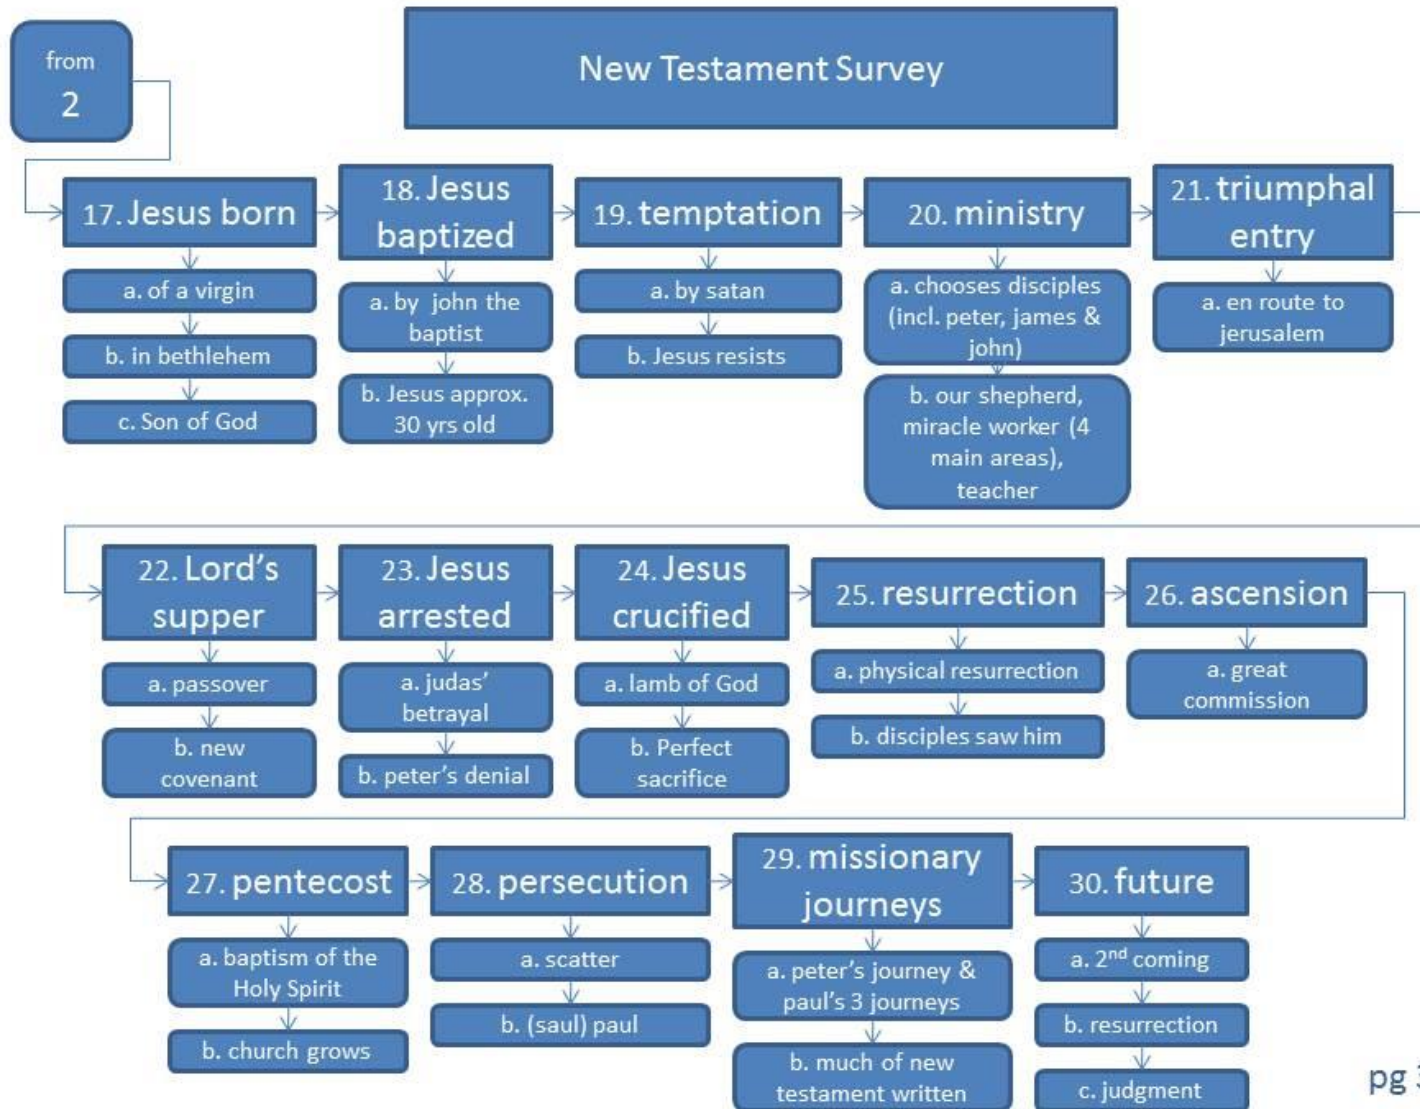 from
2
New Testament Survey
17. Jesus born
a. of a virgin
b. in bethlehem
c. Son of God
18. Jesus
baptized
a. by john the
baptist
b. Jesus approx.
30 yrs old
19. temptation
a. by satan
b. Jesus resists
20. ministry
a. chooses disciples
(incl. peter, james &
john)
b. our shepherd,
miracle worker (4
main areas),
teacher
21. triumphal
entry
a. en route to
jerusalem
22. Lord's
supper
a. passover
b. new
covenant
23. Jesus
arrested
a. judas'
betrayal
b. peter's denial
24. Jesus
crucified
a. lamb of God
b. Perfect
sacrifice
25. resurrection
a. physical resurrection
b. disciples saw him
26. ascension
a. great
commission
27. pentecost
a. baptism of the
Holy Spirit
b. church grows
28. persecution
a. scatter
b. (saul) paul
29. missionary
journeys
a. peter's journey &
paul's 3 journeys
b. much of new
testament written
30. future
a. 2nd coming
b. resurrection
c. judgment
pg 3